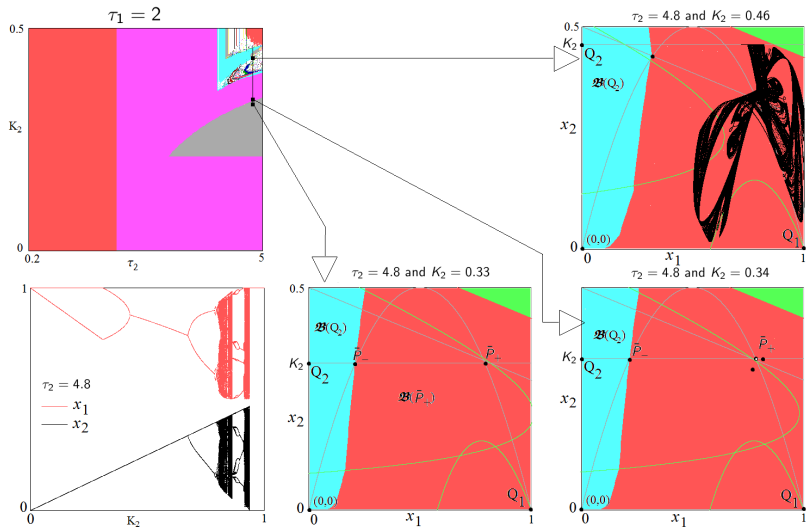 τ₁ = 2
0.5
K₂
0
0.2
τ₂
5
τ₂ = 4.8 and K₂ = 0.46
0.5
K₂
Q₂
𝔅(Q₂)
x₂
(0,0)
Q₁
0
0
x₁
1
1
τ₂ = 4.8
x₁
x₂
0
0
K₂
1
τ₂ = 4.8 and K₂ = 0.33
0.5
𝔅(Q₂)
K₂
P̄₋
P̄₋
Q₂
𝔅(P̄₋)
x₂
(0,0)
Q₁
0
0
x₁
1
τ₂ = 4.8 and K₂ = 0.34
0.5
𝔅(Q₂)
K₂
P̄₋
P̄₋
Q₂
x₂
(0,0)
Q₁
0
0
x₁
1